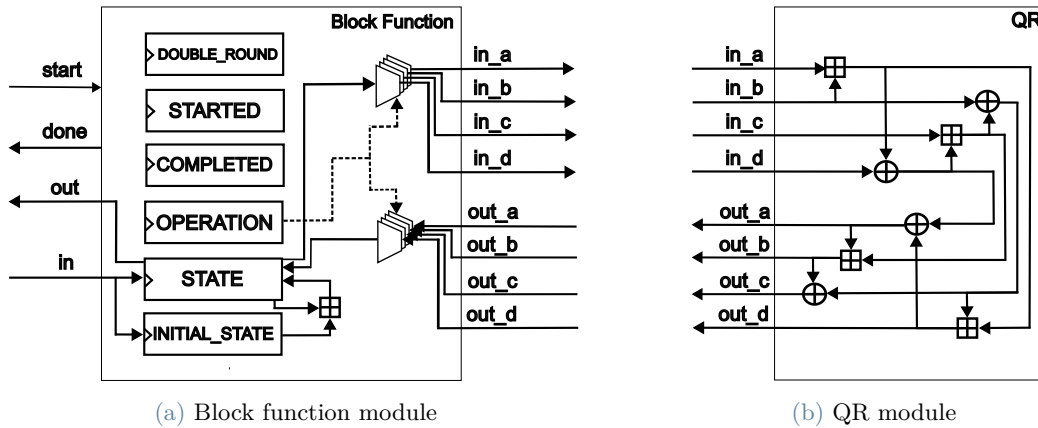 Block Function
DOUBLE_ROUND
start
STARTED
done
COMPLETED
out
OPERATION
in
STATE
INITIAL_STATE
in_a
in_b
in_c
in_d
out_a
out_b
out_c
out_d
(a) Block function module
QR
in_a
in_b
in_c
in_d
out_a
out_b
out_c
out_d
(b) QR module